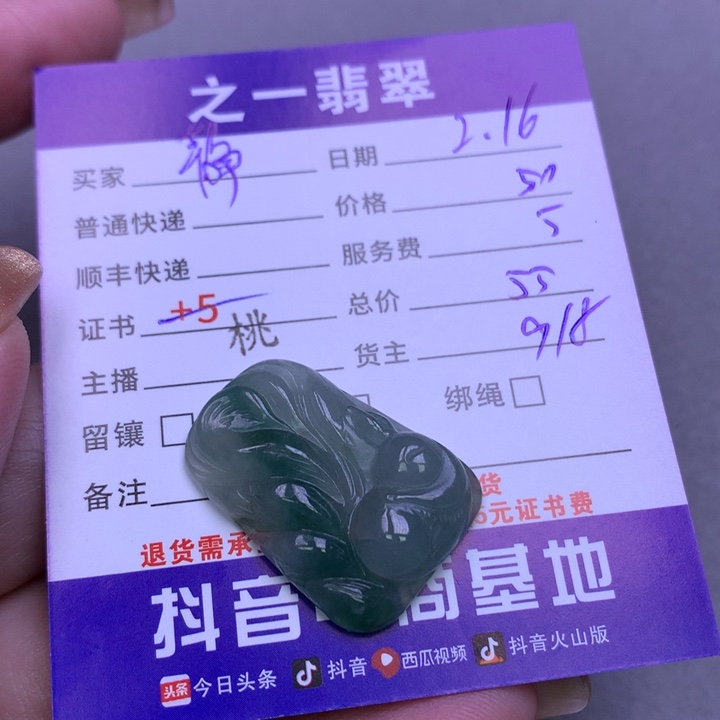 之一翡翠
买家 日期 2.16
普通快递 价格 50
顺丰快递 服务费 5
证书 +5 总价 55
主播 桃 货主 918
留镶 绑绳
备注
货
退货需承 5元证书费
抖音 商基地
头条 今日头条 抖音 西瓜视频 抖音火山版